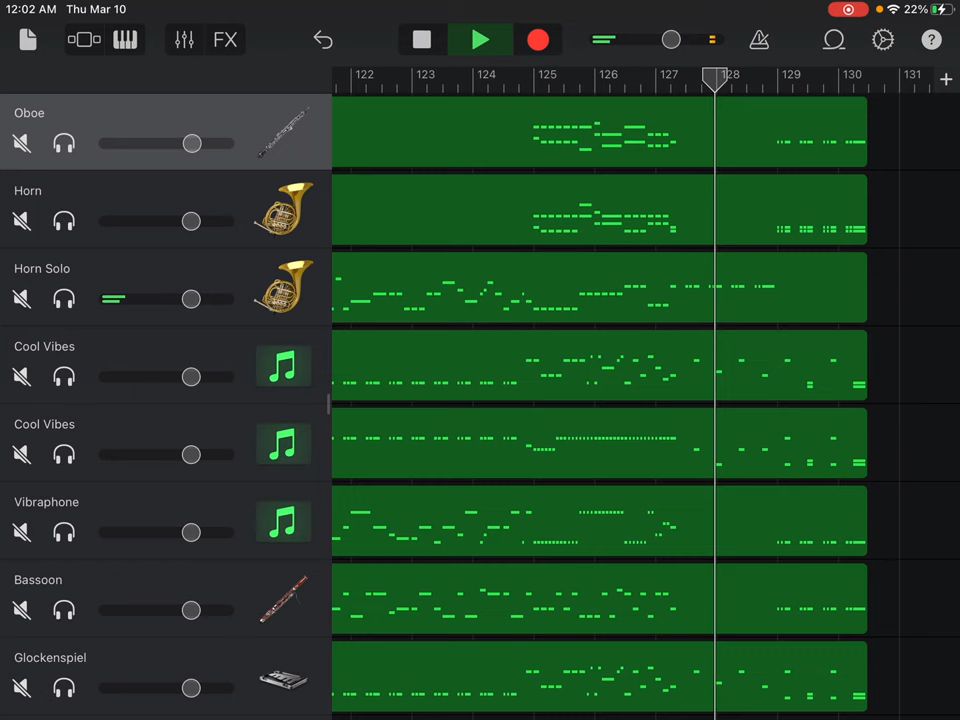 12:02 AM Thu Mar 10 22%
FX ?
122 123 124 125 126 127 128 129 130 131 +
Oboe
Horn
Horn Solo
Cool Vibes
Cool Vibes
Vibraphone
Bassoon
Glockenspiel